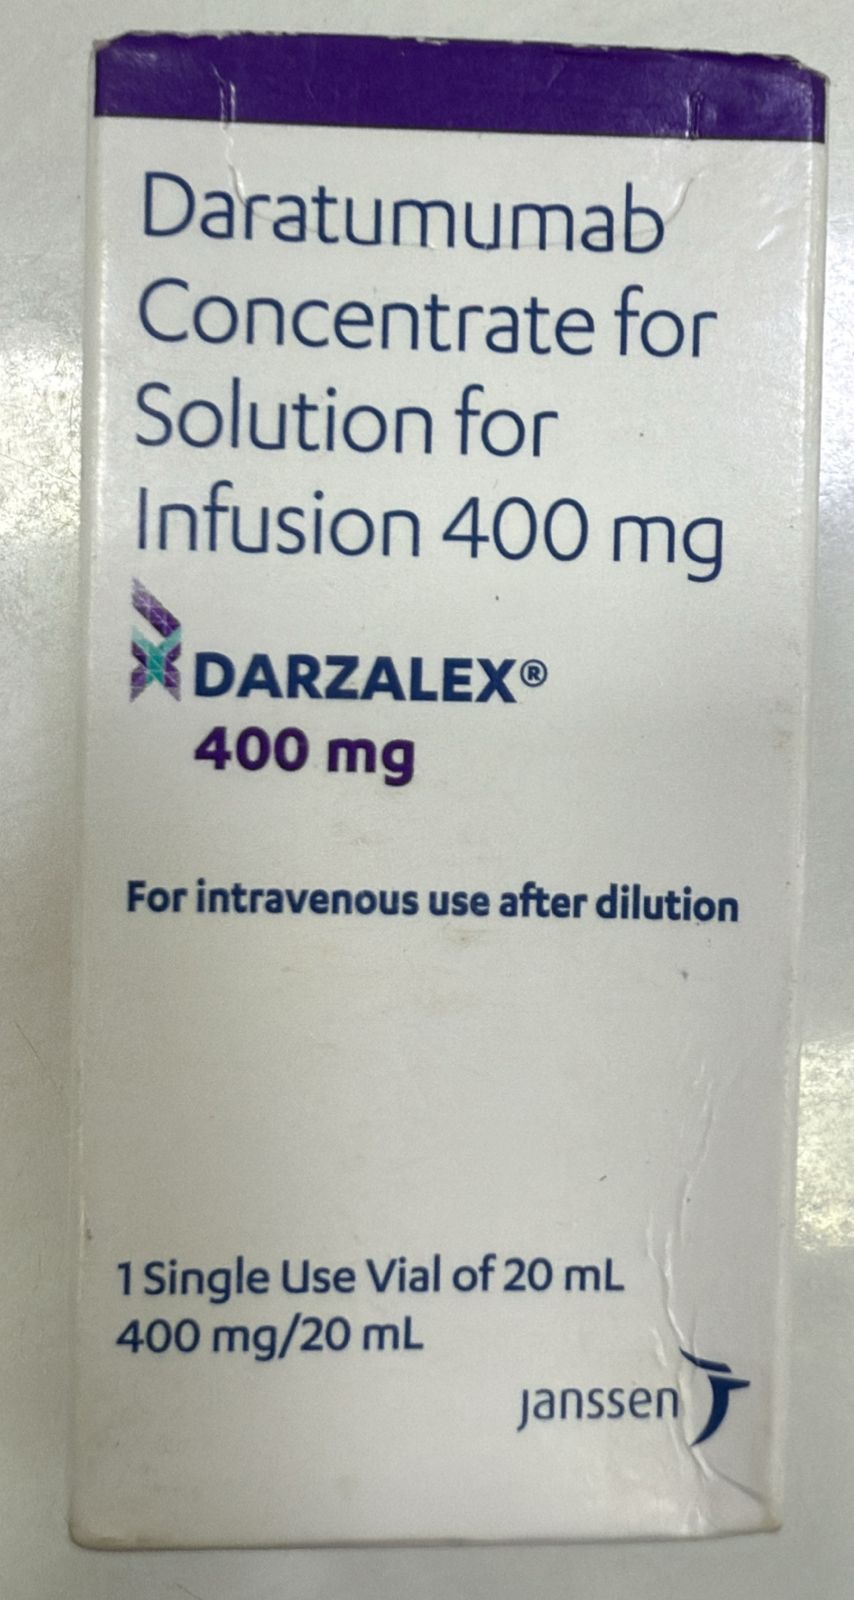 Daratumumab
Concentrate for
Solution for
Infusion 400 mg
DARZALEX®
400 mg
For intravenous use after dilution
1 Single Use Vial of 20 mL
400 mg/20 mL
janssen